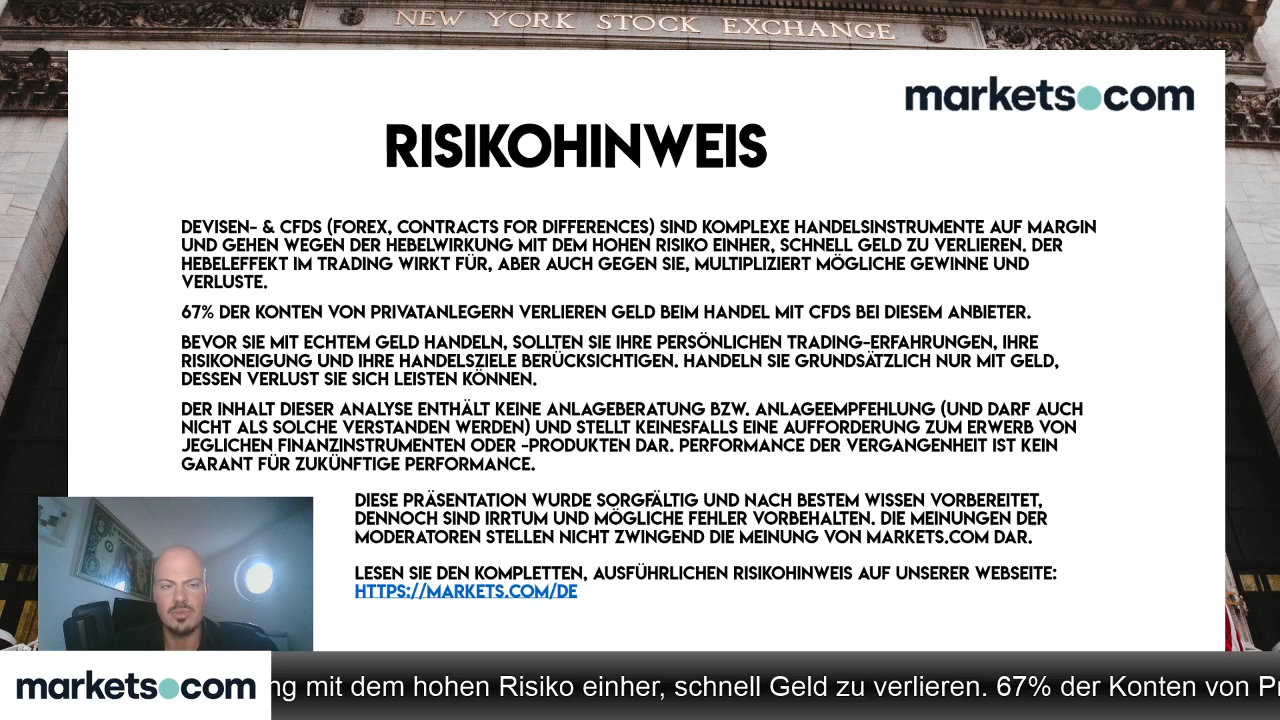 NEW YORK STOCK EXCHANGE
markets.com
RISIKOHINWEIS
DEVISEN- & CFDS (FOREX, CONTRACTS FOR DIFFERENCES) SIND KOMPLEXE HANDELSINSTRUMENTE AUF MARGIN
UND GEHEN WEGEN DER HEBELWIRKUNG MIT DEM HOHEN RISIKO EINHER, SCHNELL GELD ZU VERLIEREN. DER
HEBELEFFEKT IM TRADING WIRKT FÜR, ABER AUCH GEGEN SIE, MULTIPLIZIERT MÖGLICHE GEWINNE UND
VERLUSTE.
67% DER KONTEN VON PRIVATANLEGERN VERLIEREN GELD BEIM HANDEL MIT CFDS BEI DIESEM ANBIETER.
BEVOR SIE MIT ECHTEM GELD HANDELN, SOLLTEN SIE IHRE PERSÖNLICHEN TRADING-ERFAHRUNGEN, IHRE
RISIKONEIGUNG UND IHRE HANDELSZIELE BERÜCKSICHTIGEN. HANDELN SIE GRUNDSÄTZLICH NUR MIT GELD,
DESSEN VERLUST SIE SICH LEISTEN KÖNNEN.
DER INHALT DIESER ANALYSE ENTHÄLT KEINE ANLAGEBERATUNG BZW. ANLAGEEMPFEHLUNG (UND DARF AUCH
NICHT ALS SOLCHE VERSTANDEN WERDEN) UND STELLT KEINESFALLS EINE AUFFORDERUNG ZUM ERWERB VON
JEGLICHEN FINANZINSTRUMENTEN ODER -PRODUKTEN DAR. PERFORMANCE DER VERGANGENHEIT IST KEIN
GARANT FÜR ZUKÜNFTIGE PERFORMANCE.
DIESE PRÄSENTATION WURDE SORGFÄLTIG UND NACH BESTEM WISSEN VORBEREITET,
DENNOCH SIND IRRTUM UND MÖGLICHE FEHLER VORBEHALTEN. DIE MEINUNGEN DER
MODERATOREN STELLEN NICHT ZWINGEND DIE MEINUNG VON MARKETS.COM DAR.
LESEN SIE DEN KOMPLETTEN, AUSFÜHRLICHEN RISIKOHINWEIS AUF UNSERER WEBSEITE:
HTTPS://MARKETS.COM/DE
markets.com
ng mit dem hohen Risiko einher, schnell Geld zu verlieren. 67% der Konten von Pr